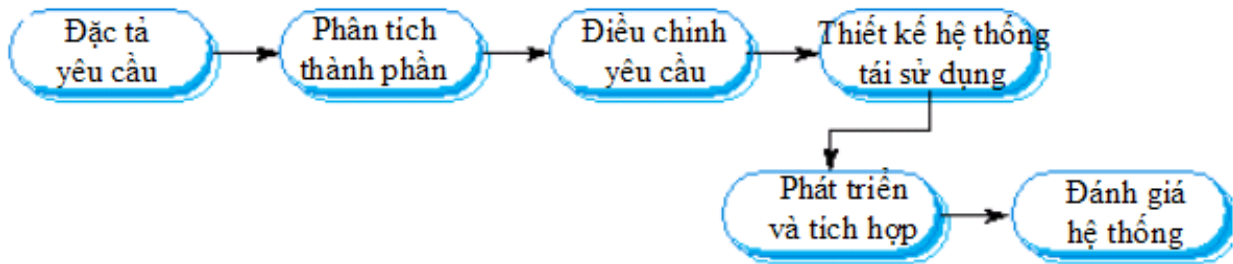 Đặc tả
yêu cầu
Phân tích
thành phần
Điều chỉnh
yêu cầu
Thiết kế hệ thống
tái sử dụng
Phát triển
và tích hợp
Đánh giá
hệ thống